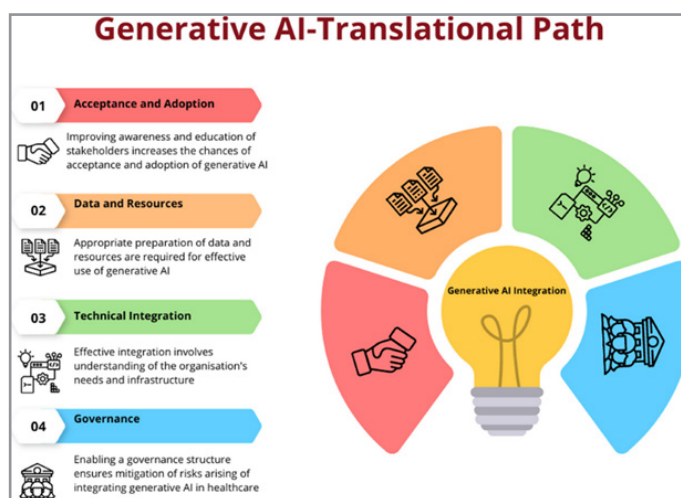 Generative AI-Translational Path
01
Acceptance and Adoption
Improving awareness and education of
stakeholders increases the chances of
acceptance and adoption of generative AI
02
Data and Resources
Appropriate preparation of data and
resources are required for effective
use of generative AI
03
Technical Integration
Effective integration involves
understanding of the organisation's
needs and infrastructure
04
Governance
Enabling a governance structure
ensures mitigation of risks arising of
integrating generative AI in healthcare
Generative AI Integration